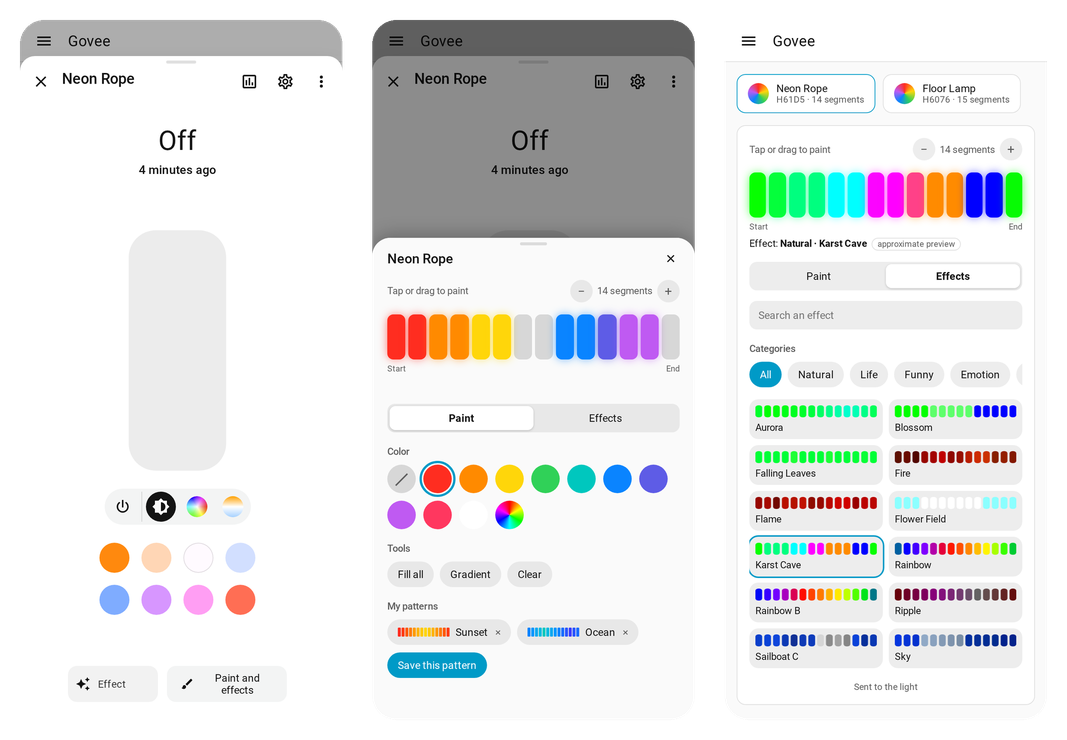 Govee
Neon Rope
Off
4 minutes ago
Effect
Paint and
effects
Govee
Neon Rope
Off
4 minutes ago
Neon Rope
Tap or drag to paint
− 14 segments +
Start End
Paint Effects
Color
Tools
Fill all Gradient Clear
My patterns
Sunset × Ocean ×
Save this pattern
Govee
Neon Rope
H61D5 · 14 segments
Floor Lamp
H6076 · 15 segments
Tap or drag to paint
− 14 segments +
Start End
Effect: Natural · Karst Cave approximate preview
Paint Effects
Search an effect
Categories
All Natural Life Funny Emotion
Aurora Blossom
Falling Leaves Fire
Flame Flower Field
Karst Cave Rainbow
Rainbow B Ripple
Sailboat C Sky
Sent to the light